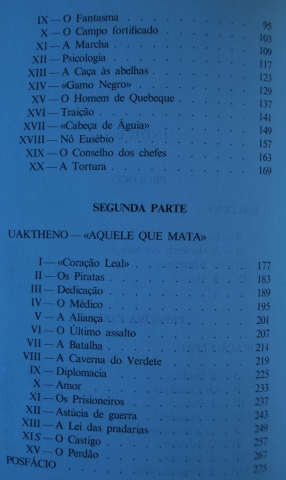 IX — O Fantasma . . . . . . 95
X — O Campo fortificado . . . 103
XI — A Marcha . . . . . . 109
XII — Psicologia . . . . . . 117
XIII — A Caça às abelhas . . . . 123
XIV — «Gamo Negro» . . . . 129
XV — O Homem de Quebeque . . 137
XVI — Traição . . . . . . 141
XVII — «Cabeça de Águia» . . . 149
XVIII — Nô Eusébio . . . . . 157
XIX — O Conselho dos chefes . . . 163
XX — A Tortura . . . . . . 169
SEGUNDA PARTE
UAKTHENO — «AQUELE QUE MATA»
I — «Coração Leal» . . . . 177
II — Os Piratas . . . . . 183
III — Dedicação . . . . . 189
IV — O Médico . . . . . 195
V — A Aliança . . . . . 201
VI — O Último assalto . . . . 207
VII — A Batalha . . . . . 211
VIII — A Caverna do Verdete . . . 219
IX — Diplomacia . . . . . 225
X — Amor . . . . . . 233
XI — Os Prisioneiros . . . . 237
XII — Astúcia de guerra . . . . 243
XIII — A Lei das pradarias . . . 249
XIS — O Castigo . . . . . 257
XV — O Perdão . . . . . 267
POSFÁCIO . . . . . . . . 275